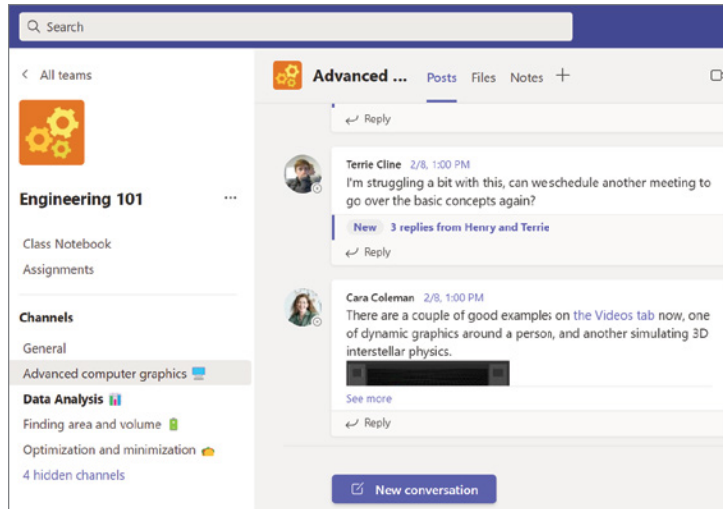 Search
All teams
Engineering 101
...
Class Notebook
Assignments
Channels
General
Advanced computer graphics
Data Analysis
Finding area and volume
Optimization and minimization
4 hidden channels
Advanced ... Posts Files Notes +
Reply
Terrie Cline 2/8, 1:00 PM
I'm struggling a bit with this, can we schedule another meeting to
go over the basic concepts again?
New 3 replies from Henry and Terrie
Reply
Cara Coleman 2/8, 1:00 PM
There are a couple of good examples on the Videos tab now, one
of dynamic graphics around a person, and another simulating 3D
interstellar physics.
See more
Reply
New conversation